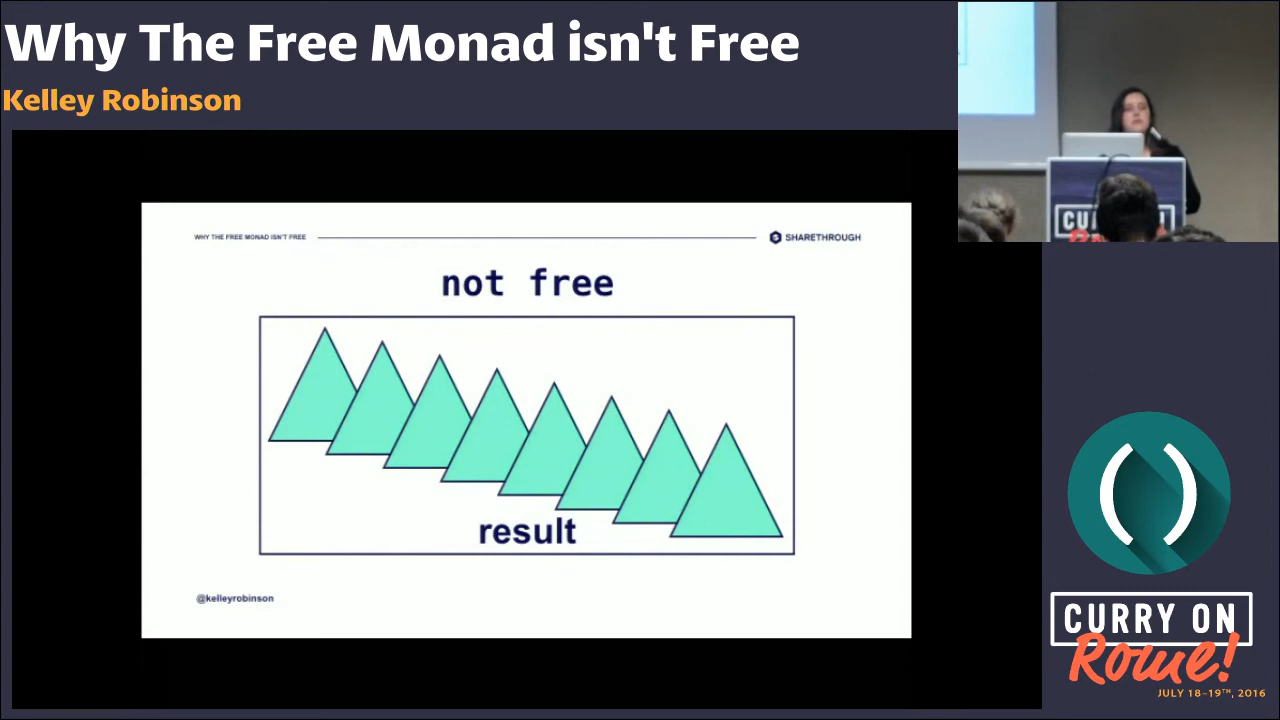 Why The Free Monad isn't Free
Kelley Robinson
WHY THE FREE MONAD ISN'T FREE
SHARETHROUGH
not free
result
@kelleyrobinson
CURRY ON
Rome!
JULY 18-19TH, 2016